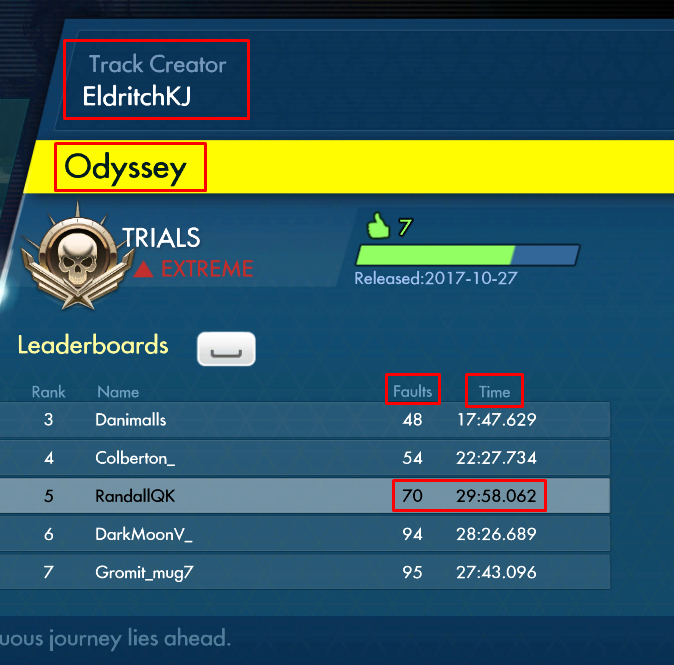 Track Creator
EldritchKJ
Odyssey
TRIALS
EXTREME
7
Released:2017-10-27
Leaderboards
Rank Name Faults Time
3 Danimalls 48 17:47.629
4 Colberton_ 54 22:27.734
5 RandallQK 70 29:58.062
6 DarkMoonV_ 94 28:26.689
7 Gromit_mug7 95 27:43.096
journey lies ahead.